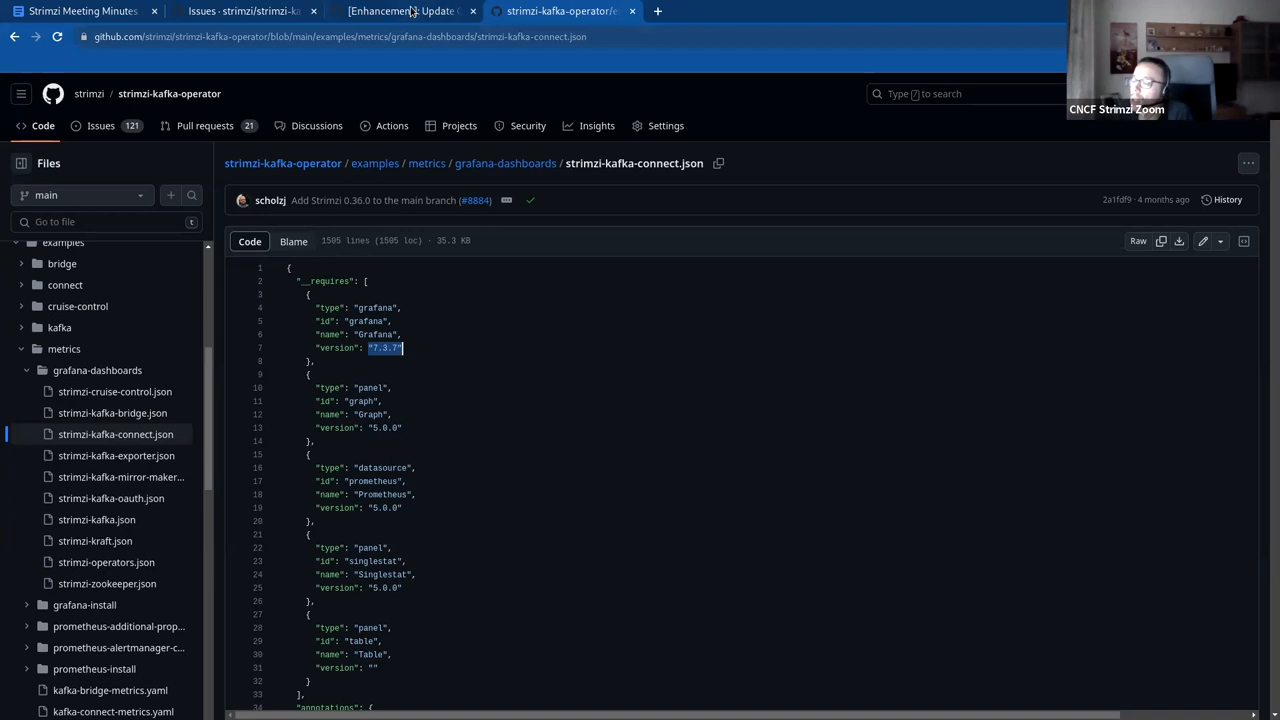 Strimzi Meeting Minutes
Issues · strimzi/strimzi-ka
[Enhancement]: Update G
strimzi-kafka-operator/e
github.com/strimzi/strimzi-kafka-operator/blob/main/examples/metrics/grafana-dashboards/strimzi-kafka-connect.json
CNCF Strimzi Zoom
strimzi / strimzi-kafka-operator
Type / to search
Code
Issues 121
Pull requests 21
Discussions
Actions
Projects
Security
Insights
Settings
Files
main
Go to file t
examples
bridge
connect
cruise-control
kafka
metrics
grafana-dashboards
strimzi-cruise-control.json
strimzi-kafka-bridge.json
strimzi-kafka-connect.json
strimzi-kafka-exporter.json
strimzi-kafka-mirror-maker...
strimzi-kafka-oauth.json
strimzi-kafka.json
strimzi-kraft.json
strimzi-operators.json
strimzi-zookeeper.json
grafana-install
prometheus-additional-prop...
prometheus-alertmanager-c...
prometheus-install
kafka-bridge-metrics.yaml
kafka-connect-metrics.yaml
strimzi-kafka-operator / examples / metrics / grafana-dashboards / strimzi-kafka-connect.json
scholzj Add Strimzi 0.36.0 to the main branch (#8884)
2a1fdf9 · 4 months ago
History
Code
Blame
1505 lines (1505 loc) · 35.3 KB
Raw
1 {
2 "__requires": [
3 {
4 "type": "grafana",
5 "id": "grafana",
6 "name": "Grafana",
7 "version": "7.3.7"
8 },
9 {
10 "type": "panel",
11 "id": "graph",
12 "name": "Graph",
13 "version": "5.0.0"
14 },
15 {
16 "type": "datasource",
17 "id": "prometheus",
18 "name": "Prometheus",
19 "version": "5.0.0"
20 },
21 {
22 "type": "panel",
23 "id": "singlestat",
24 "name": "Singlestat",
25 "version": "5.0.0"
26 },
27 {
28 "type": "panel",
29 "id": "table",
30 "name": "Table",
31 "version": ""
32 }
33 ],
34 "annotations": {